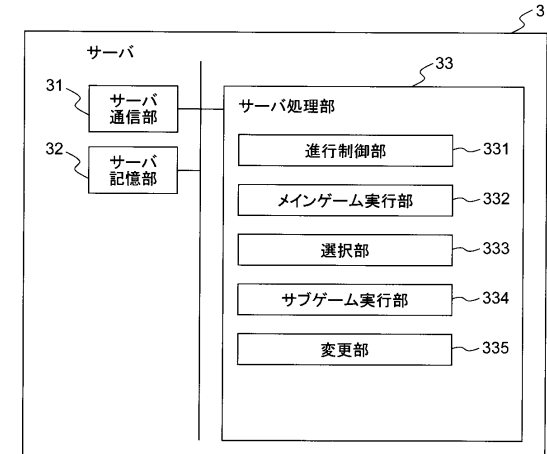 3
サーバ
31
サーバ
通信部
32
サーバ
記憶部
33
サーバ処理部
進行制御部
331
メインゲーム実行部
332
選択部
333
サブゲーム実行部
334
変更部
335